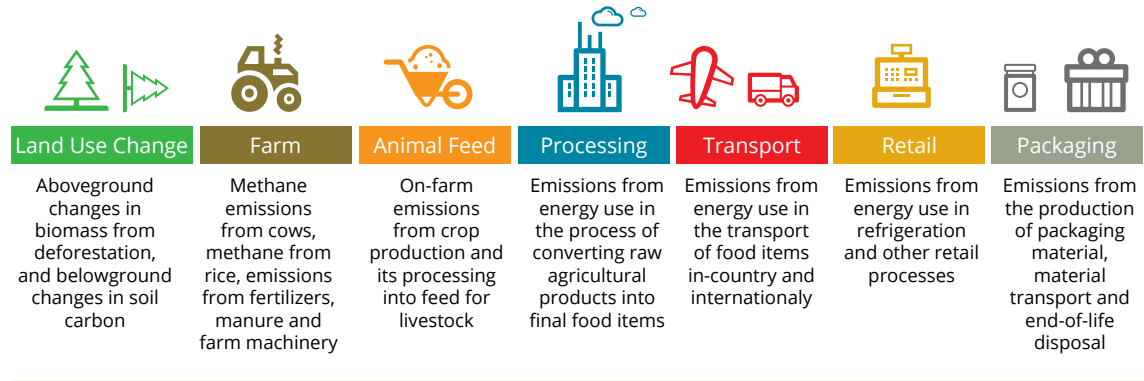 Land Use Change
Aboveground
changes in
biomass from
deforestation,
and belowground
changes in soil
carbon
Farm
Methane
emissions
from cows,
methane from
rice, emissions
from fertilizers,
manure and
farm machinery
Animal Feed
On-farm
emissions
from crop
production and
its processing
into feed for
livestock
Processing
Emissions from
energy use in
the process of
converting raw
agricultural
products into
final food items
Transport
Emissions from
energy use in
the transport
of food items
in-country and
internationaly
Retail
Emissions from
energy use in
refrigeration
and other retail
processes
Packaging
Emissions from
the production
of packaging
material,
material
transport and
end-of-life
disposal